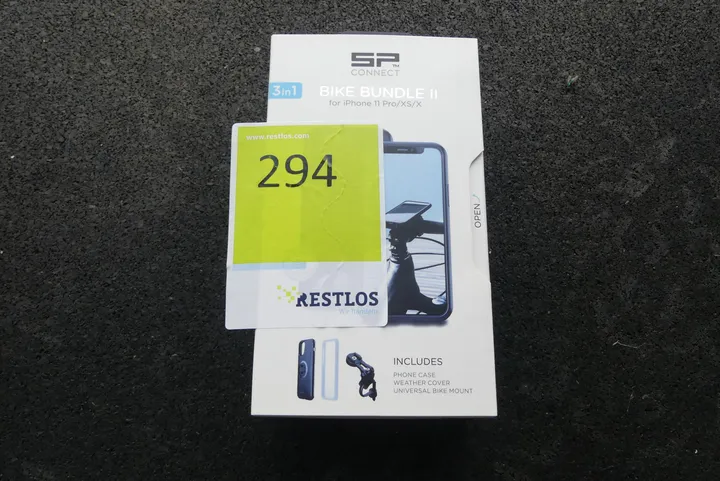 SP™
CONNECT
3in1
BIKE BUNDLE II
for iPhone 11 Pro/XS/X
www.restlos.com
294
RESTLOS
OPEN
INCLUDES
PHONE CASE
WEATHER COVER
UNIVERSAL BIKE MOUNT